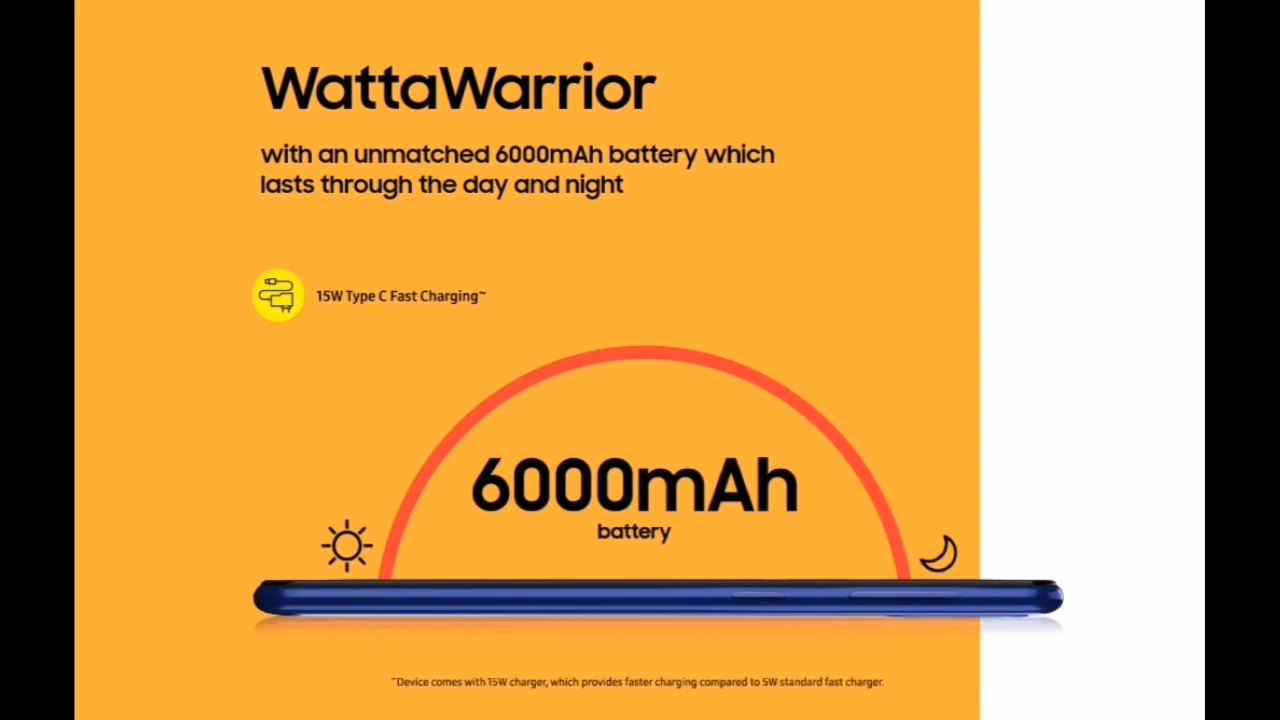 WattaWarrior
with an unmatched 6000mAh battery which
lasts through the day and night
15W Type C Fast Charging~
6000mAh
battery
~Device comes with 15W charger, which provides faster charging compared to 5W standard fast charger.